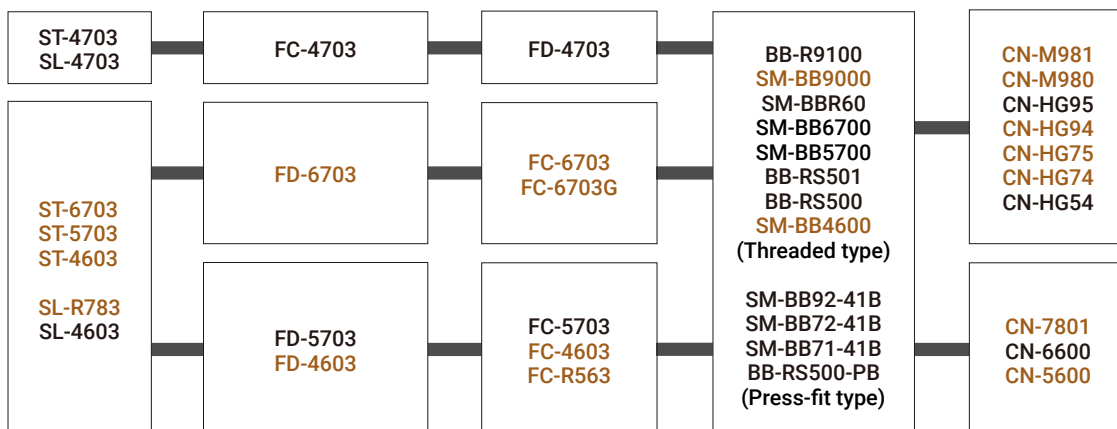 ST-4703
SL-4703
FC-4703
FD-4703
ST-6703
ST-5703
ST-4603
SL-R783
SL-4603
FD-6703
FC-6703
FC-6703G
FD-5703
FD-4603
FC-5703
FC-4603
FC-R563
BB-R9100
SM-BB9000
SM-BBR60
SM-BB6700
SM-BB5700
BB-RS501
BB-RS500
SM-BB4600
(Threaded type)
SM-BB92-41B
SM-BB72-41B
SM-BB71-41B
BB-RS500-PB
(Press-fit type)
CN-M981
CN-M980
CN-HG95
CN-HG94
CN-HG75
CN-HG74
CN-HG54
CN-7801
CN-6600
CN-5600